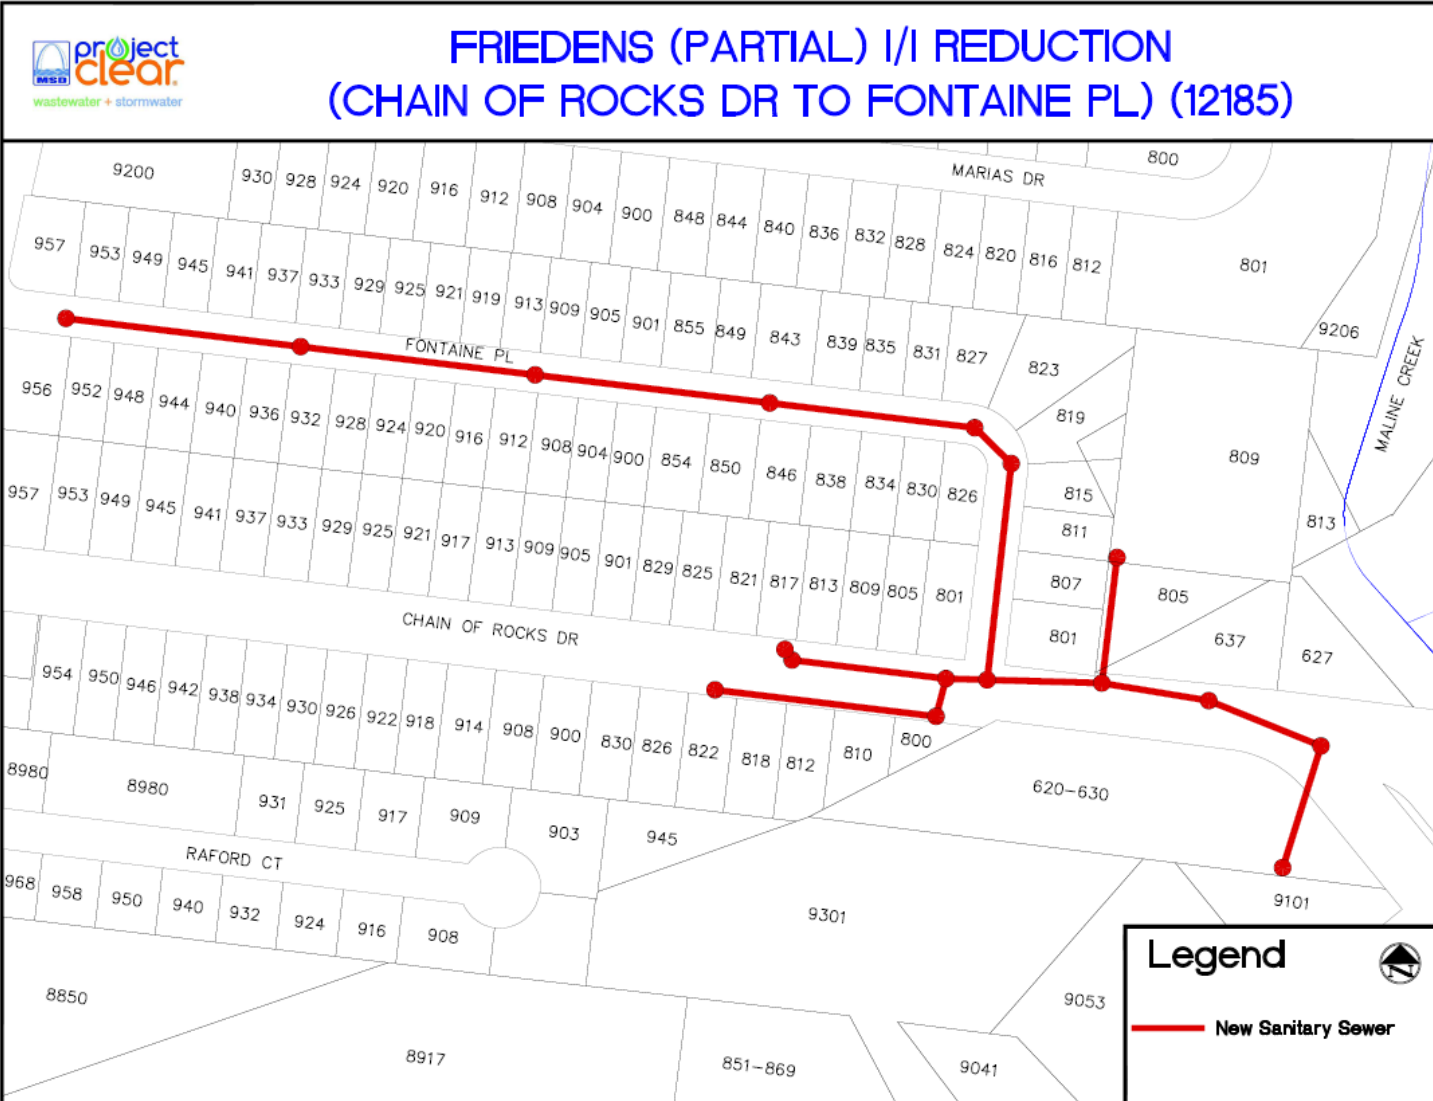 project
clear
MSD
wastewater + stormwater
FRIEDENS (PARTIAL) I/I REDUCTION
(CHAIN OF ROCKS DR TO FONTAINE PL) (12185)
800
MARIAS DR
9200 930 928 924 920 916 912 908 904 900 848 844 840 836 832 828 824 820 816 812 801
9206
957 953 949 945 941 937 933 929 925 921 919 913 909 905 901 855 849 843 839 835 831 827 823
819
815
811
807
801
809
813
805
637
627
MALINE CREEK
FONTAINE PL
956 952 948 944 940 936 932 928 924 920 916 912 908 904 900 854 850 846 838 834 830 826
957 953 949 945 941 937 933 929 925 921 917 913 909 905 901 829 825 821 817 813 809 805 801
CHAIN OF ROCKS DR
954 950 946 942 938 934 930 926 922 918 914 908 900 830 826 822 818 812 810 800
620-630
8980 8980 931 925 917 909 903 945
RAFORD CT
968 958 950 940 932 924 916 908
9301
9101
8850
8917
851-869
9053
9041
Legend
N
New Sanitary Sewer